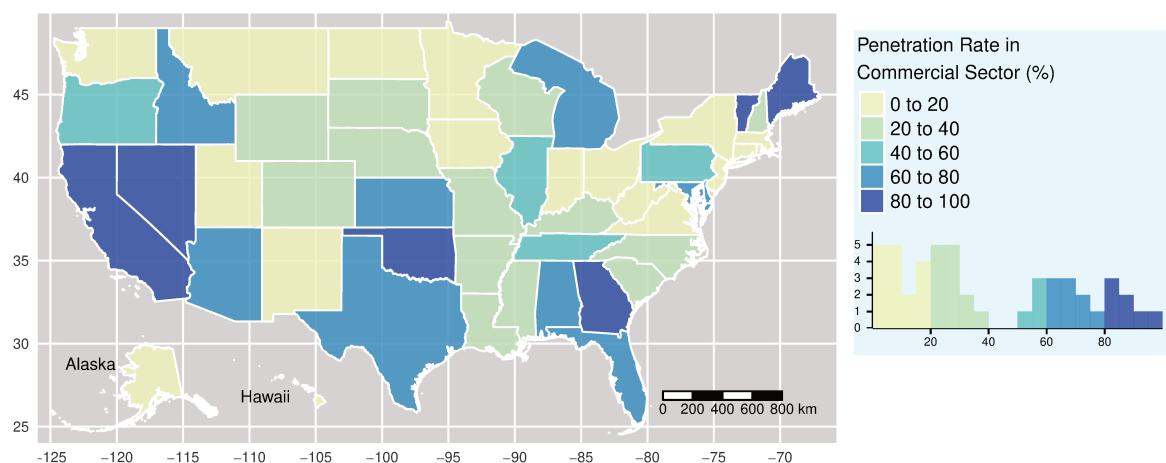 Penetration Rate in
Commercial Sector (%)
0 to 20
20 to 40
40 to 60
60 to 80
80 to 100
5
4
3
2
1
0
20 40 60 80
45
40
35
30
25
Alaska
Hawaii
0 200 400 600 800 km
−125 −120 −115 −110 −105 −100 −95 −90 −85 −80 −75 −70